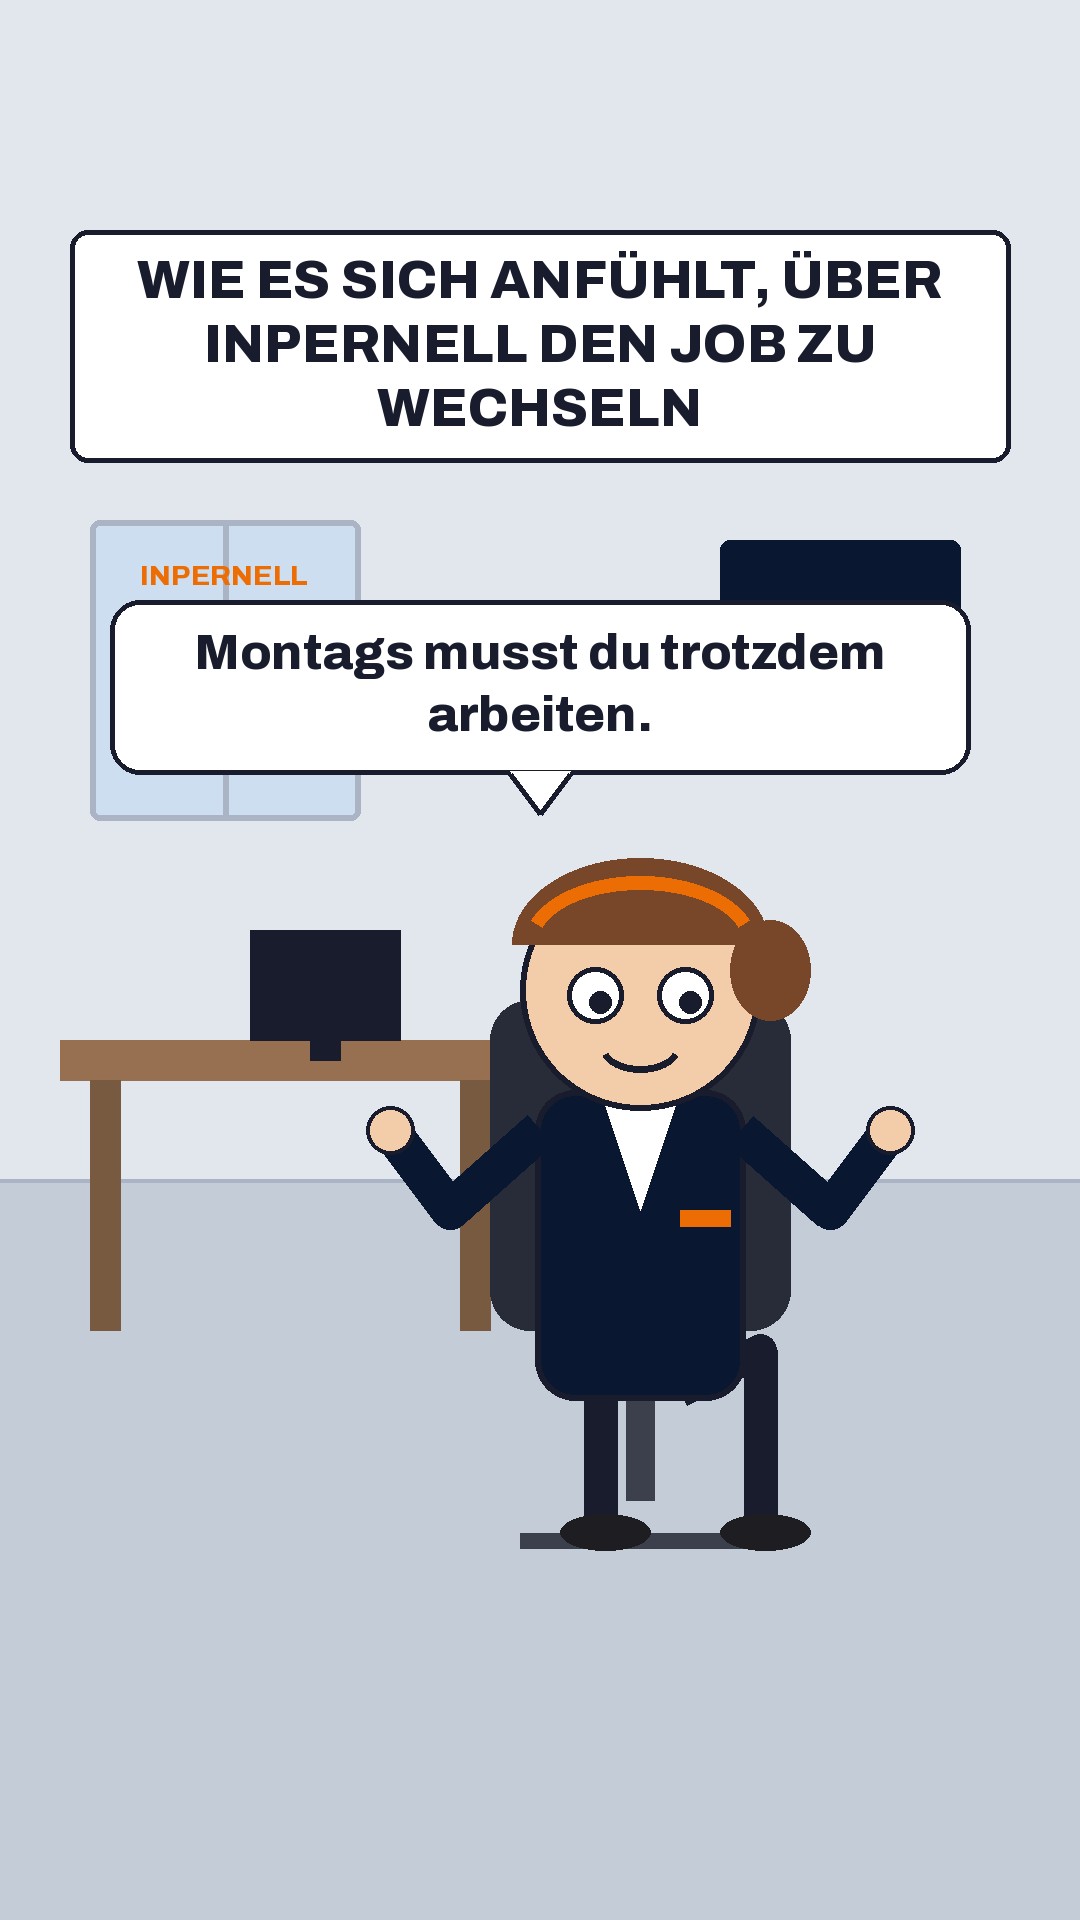 WIE ES SICH ANFÜHLT, ÜBER
INPERNELL DEN JOB ZU
WECHSELN
INPERNELL
Montags musst du trotzdem
arbeiten.